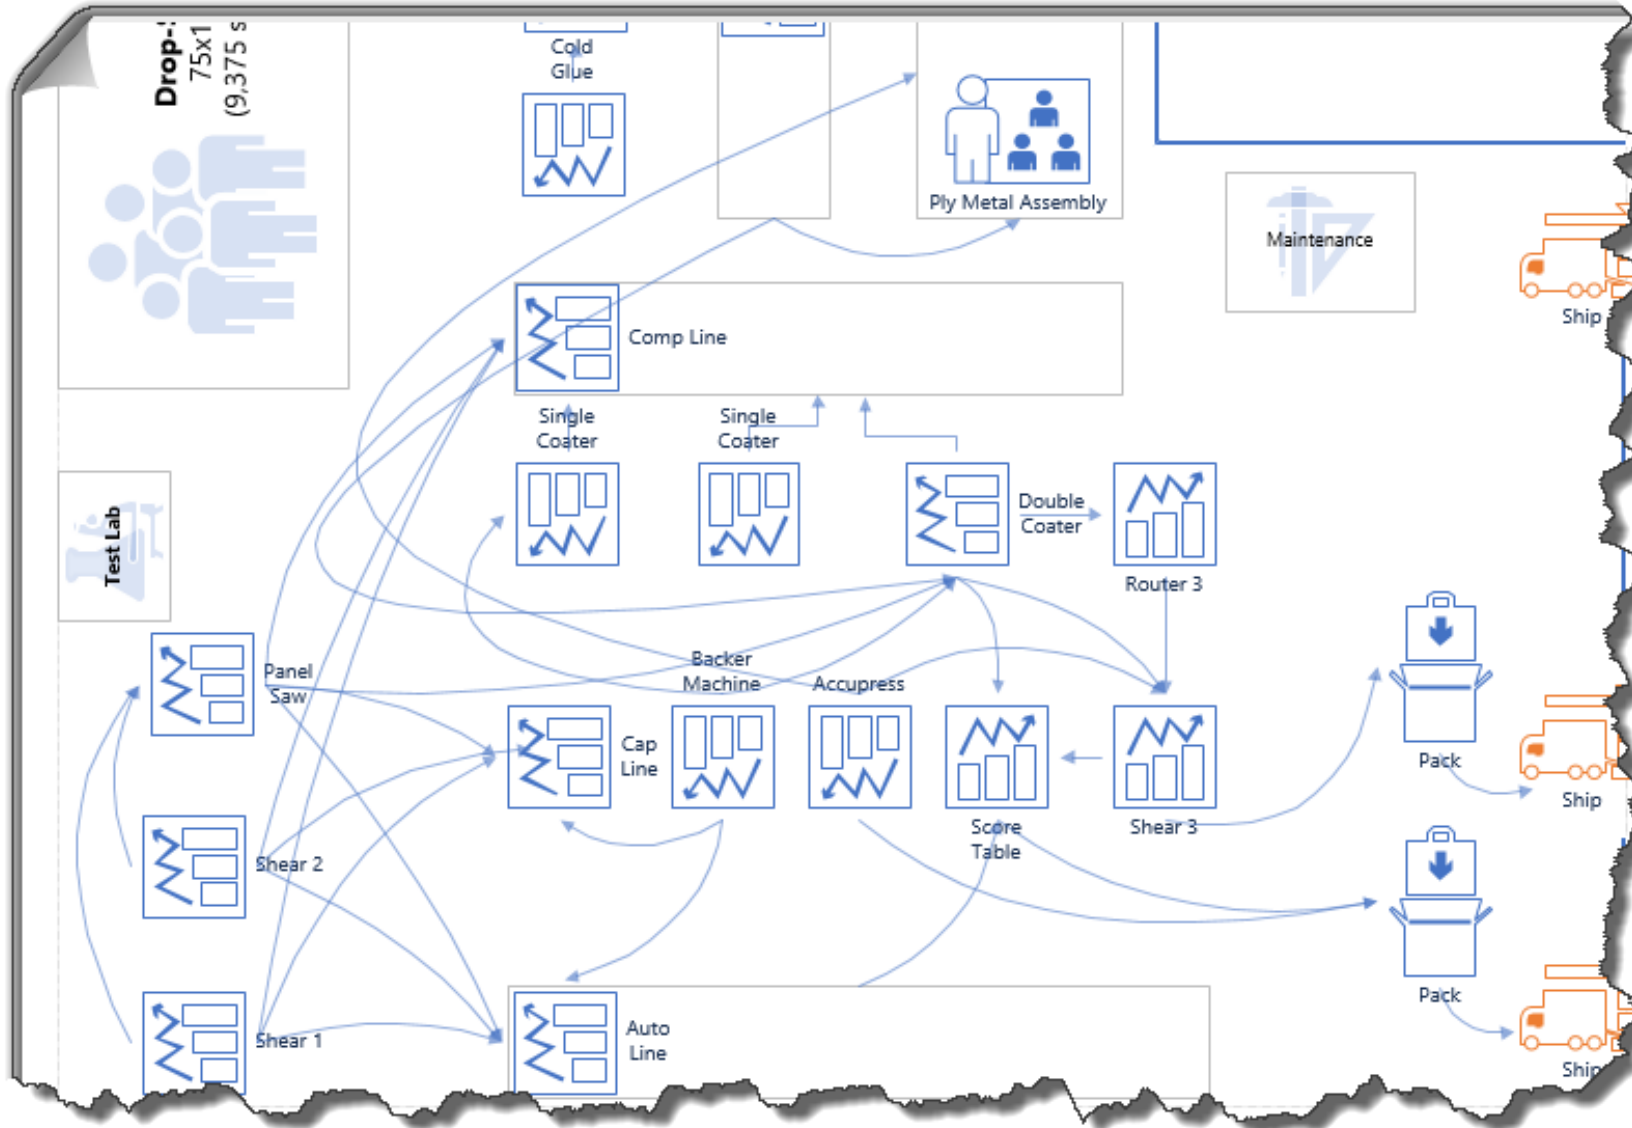 Drop-
75x1
(9,375 s
Cold
Glue
Ply Metal Assembly
Maintenance
Ship
Comp Line
Single
Coater
Single
Coater
Double
Coater
Router 3
Test Lab
Panel
Saw
Backer
Machine
Accupress
Cap
Line
Pack
Ship
Score
Table
Shear 3
Shear 2
Pack
Shear 1
Auto
Line
Ship